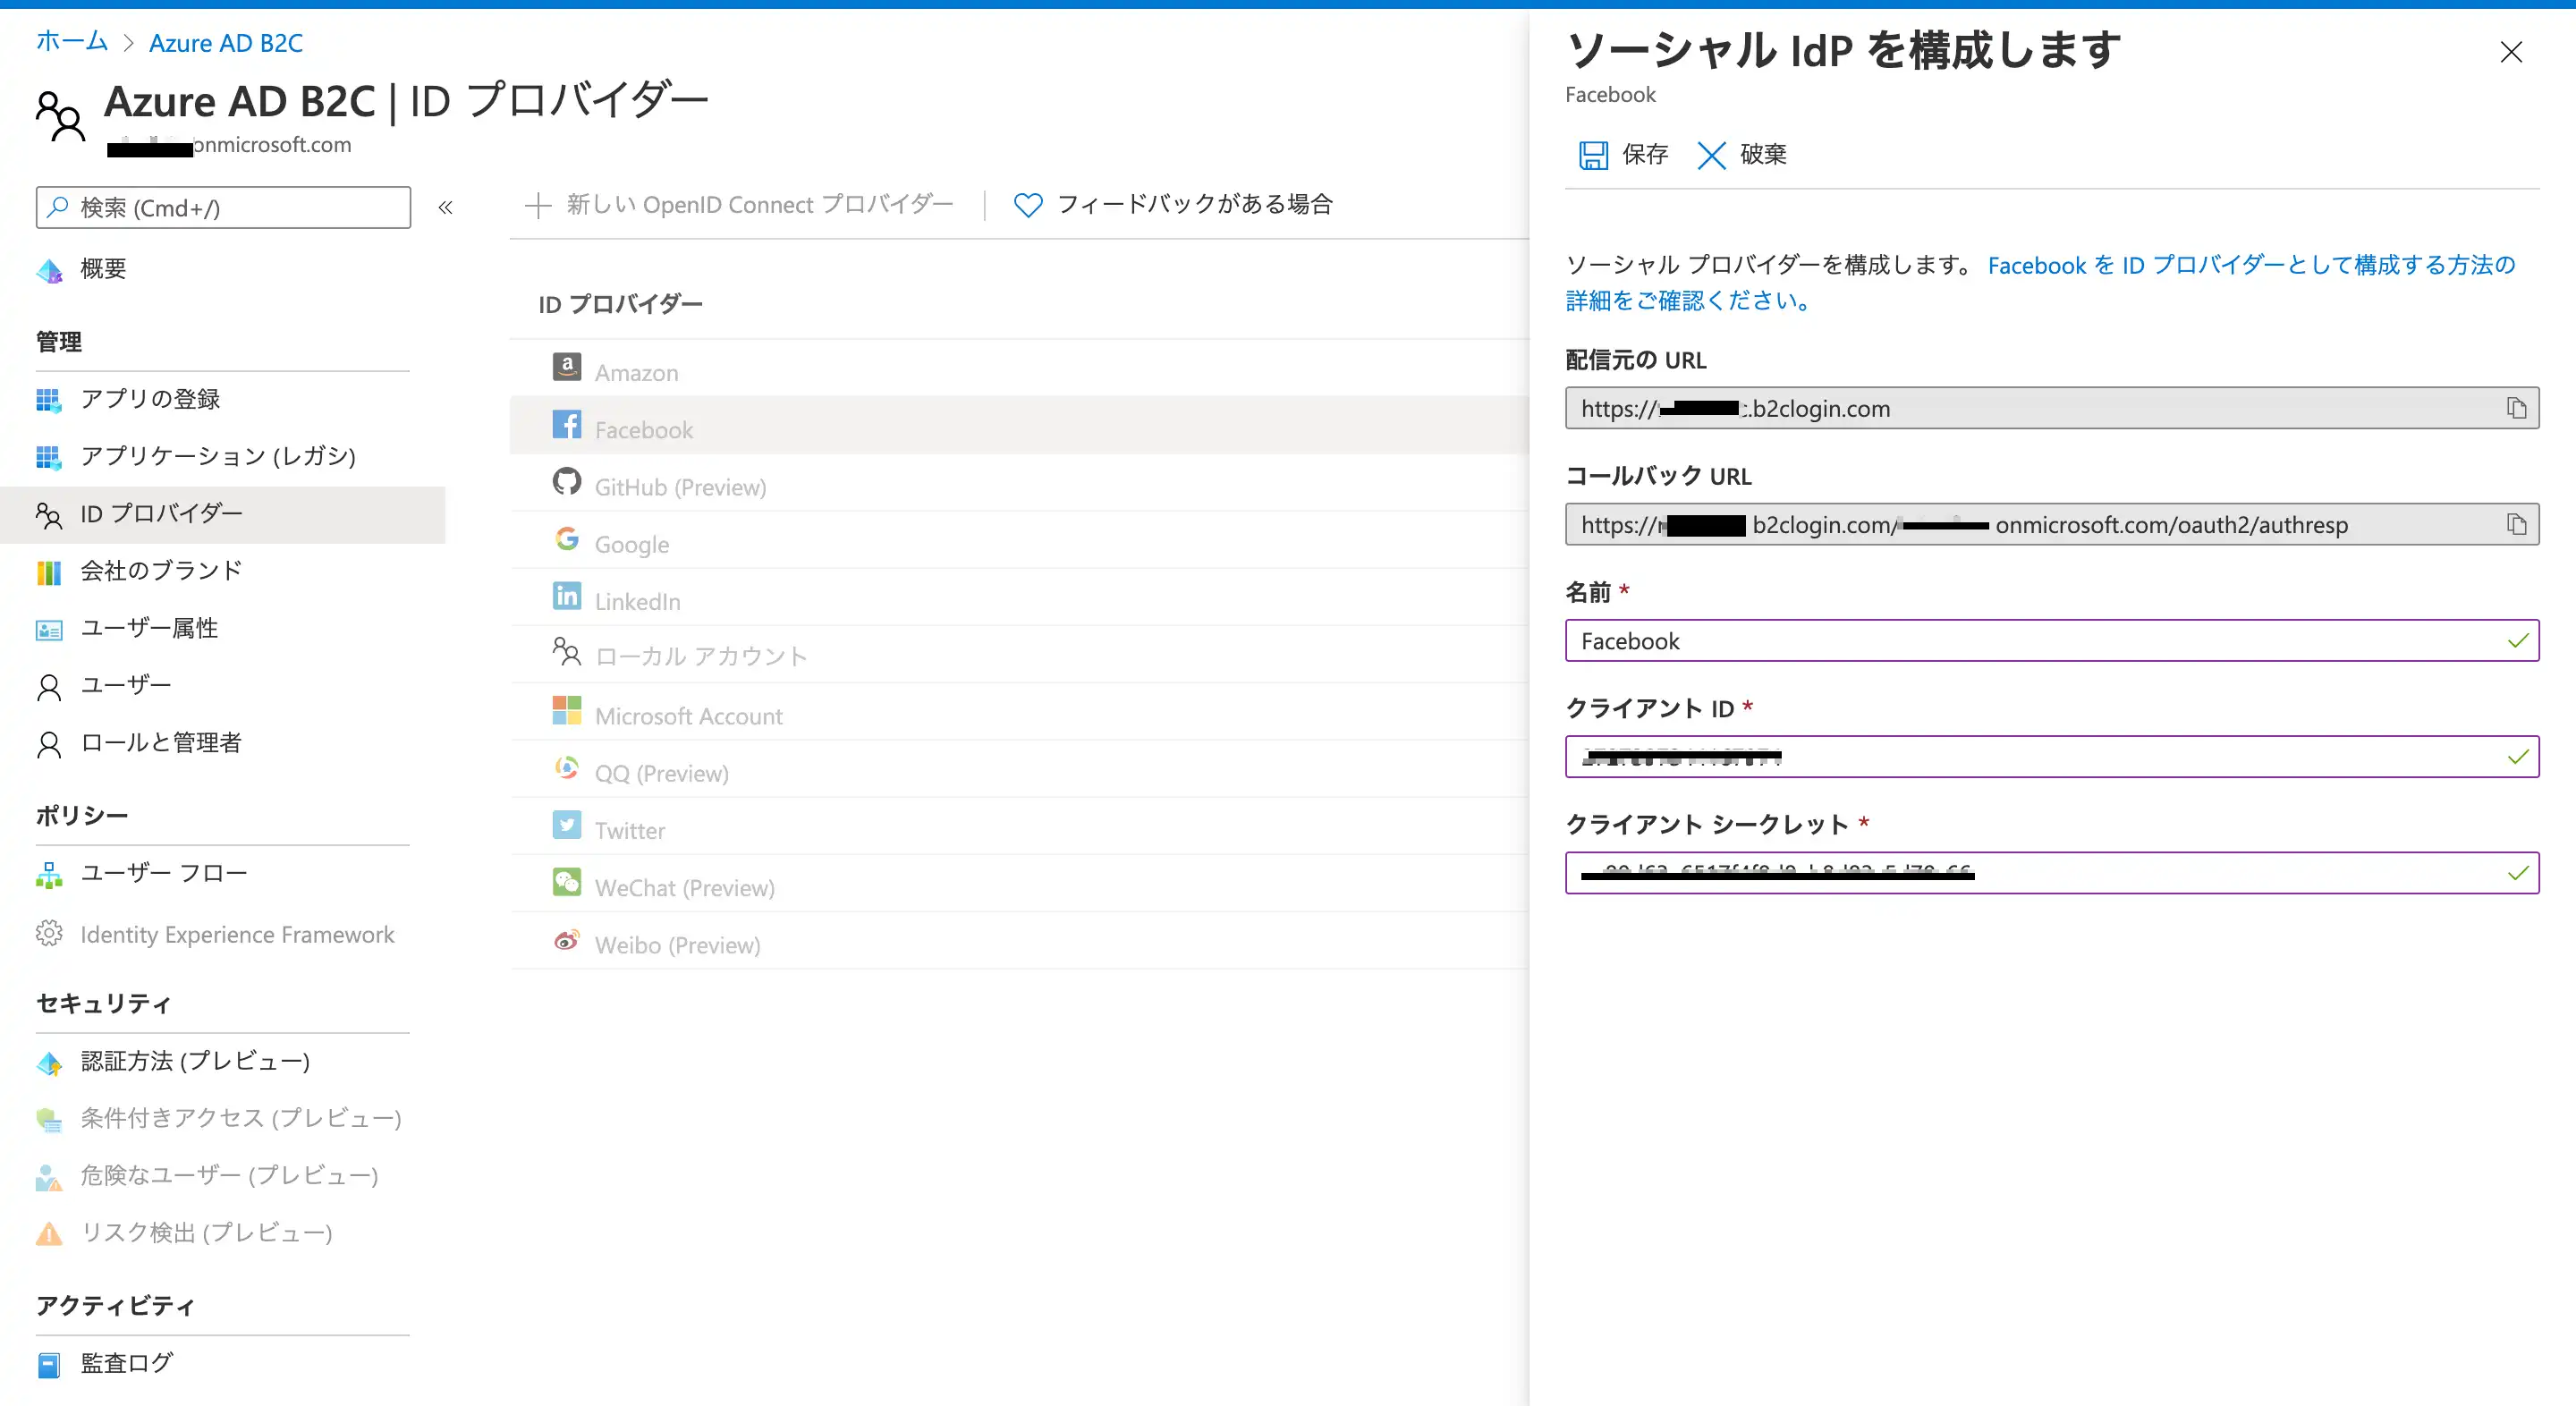 ホーム > Azure AD B2C
Azure AD B2C | ID プロバイダー
onmicrosoft.com
検索 (Cmd+/)
«
概要
管理
アプリの登録
アプリケーション (レガシ)
ID プロバイダー
会社のブランド
ユーザー属性
ユーザー
ロールと管理者
ポリシー
ユーザー フロー
Identity Experience Framework
セキュリティ
認証方法 (プレビュー)
条件付きアクセス (プレビュー)
危険なユーザー (プレビュー)
リスク検出 (プレビュー)
アクティビティ
監査ログ
新しい OpenID Connect プロバイダー
フィードバックがある場合
ID プロバイダー
Amazon
Facebook
GitHub (Preview)
Google
LinkedIn
ローカル アカウント
Microsoft Account
QQ (Preview)
Twitter
WeChat (Preview)
Weibo (Preview)
ソーシャル IdP を構成します
Facebook
保存
破棄
ソーシャル プロバイダーを構成します。 Facebook を ID プロバイダーとして構成する方法の
詳細をご確認ください。
配信元の URL
https:// .b2clogin.com
コールバック URL
https:// b2clogin.com/ onmicrosoft.com/oauth2/authresp
名前 *
Facebook
クライアント ID *
クライアント シークレット *